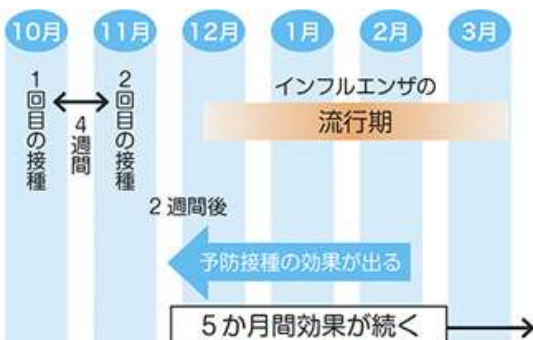 10月 11月 12月 1月 2月 3月
1回目の接種
4週間
2回目の接種
インフルエンザの
流行期
2週間後
予防接種の効果が出る
5か月間効果が続く